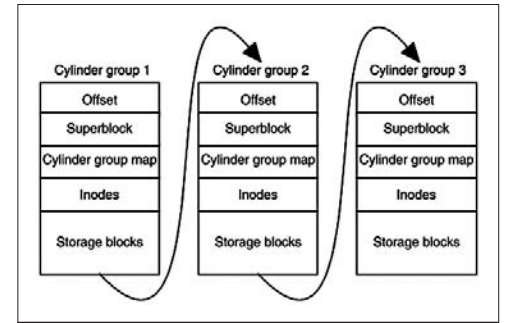 Cylinder group 1
Offset
Superblock
Cylinder group map
Inodes
Storage blocks
Cylinder group 2
Offset
Superblock
Cylinder group map
Inodes
Storage blocks
Cylinder group 3
Offset
Superblock
Cylinder group map
Inodes
Storage blocks